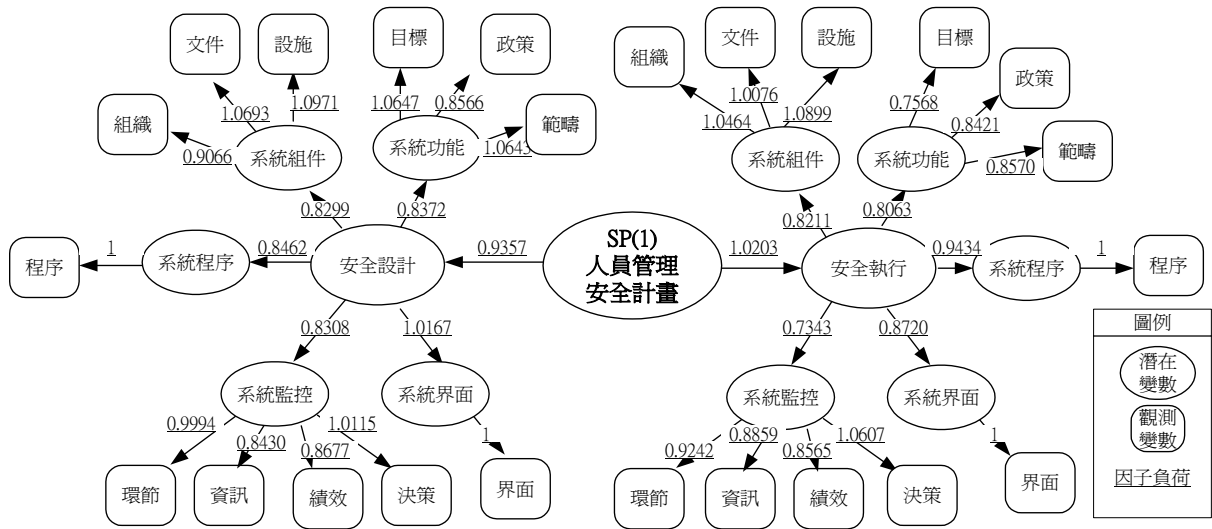 文件
設施
目標
政策
組織
1.0693
1.0971
1.0647
0.8566
0.9066
系統組件
系統功能
1.0643
範疇
0.8299
0.8372
程序
1
系統程序
0.8462
安全設計
0.9357
SP(1)
人員管理
安全計畫
0.8308
1.0167
系統監控
系統界面
0.9994
0.8430
0.8677
1.0115
1
環節
資訊
績效
決策
界面
組織
文件
設施
目標
政策
1.0464
1.0076
1.0899
0.7568
0.8421
系統組件
系統功能
0.8570
範疇
0.8211
0.8063
1.0203
安全執行
0.9434
系統程序
1
程序
0.7343
0.8720
系統監控
系統界面
0.9242
0.8859
0.8565
1.0607
1
環節
資訊
績效
決策
界面
圖例
潛在
變數
觀測
變數
因子負荷